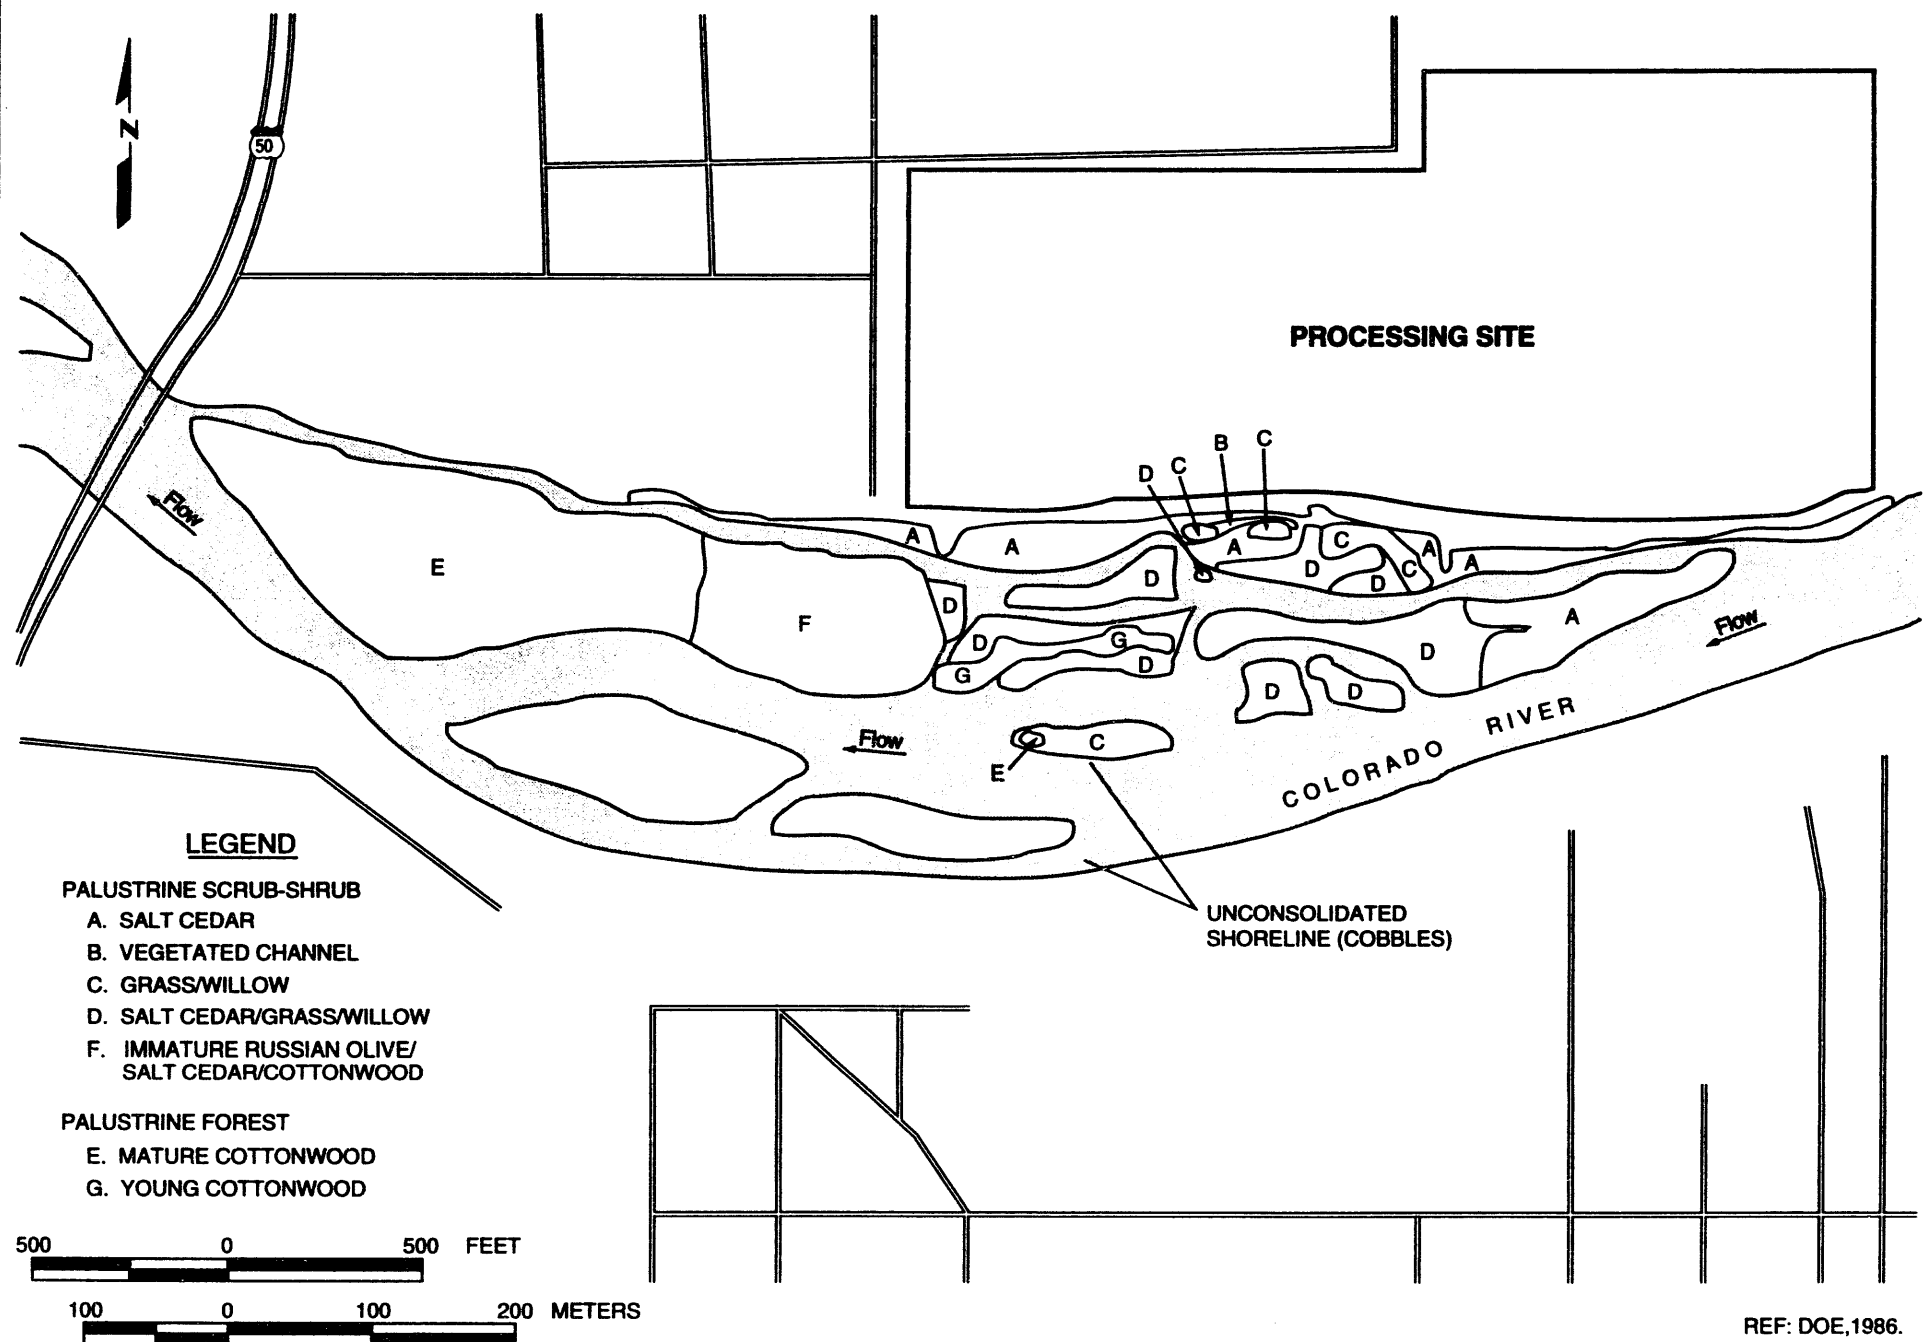 N
50
PROCESSING SITE
B
C
D
C
A
A
A
C
A
A
D
D
D
C
E
F
D
A
Flow
Flow
D
G
D
D
G
D
D
Flow
C
E
COLORADO RIVER
UNCONSOLIDATED
SHORELINE (COBBLES)
LEGEND
PALUSTRINE SCRUB-SHRUB
A. SALT CEDAR
B. VEGETATED CHANNEL
C. GRASS/WILLOW
D. SALT CEDAR/GRASS/WILLOW
F. IMMATURE RUSSIAN OLIVE/
SALT CEDAR/COTTONWOOD
PALUSTRINE FOREST
E. MATURE COTTONWOOD
G. YOUNG COTTONWOOD
500 0 500 FEET
100 0 100 200 METERS
REF: DOE,1986.